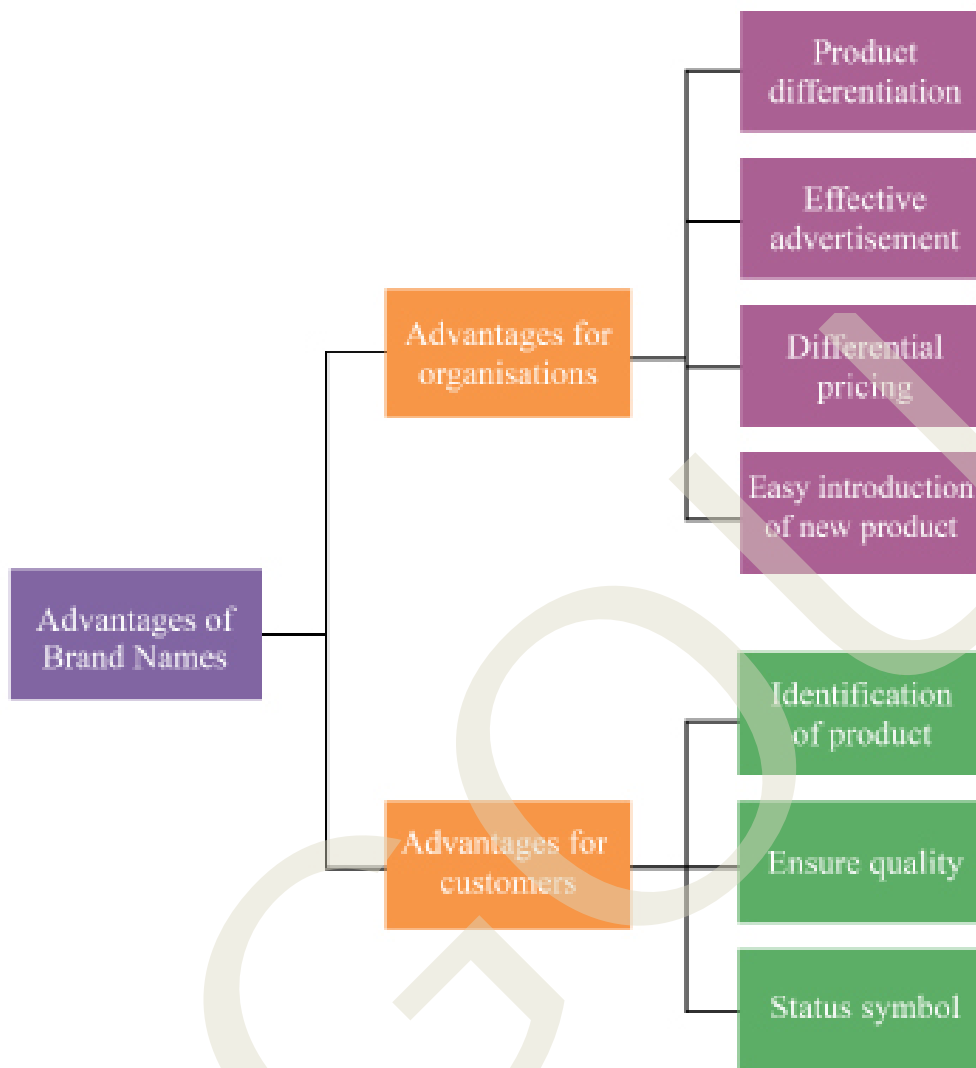 Advantages of
Brand Names
Advantages for
organisations
Product
differentiation
Effective
advertisement
Differential
pricing
Easy introduction
of new product
Advantages for
customers
Identification
of product
Ensure quality
Status symbol